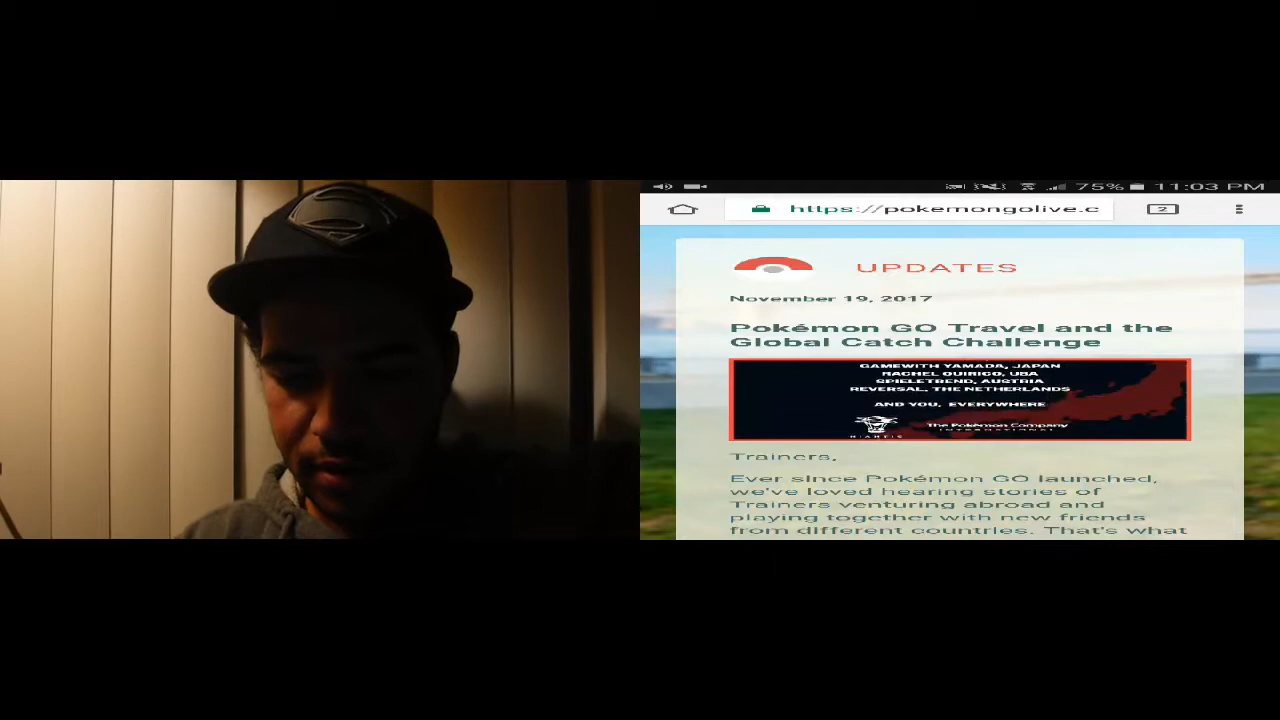 75% 11:03 PM
https://pokemongolive.c
2
UPDATES
November 19, 2017
Pokémon GO Travel and the
Global Catch Challenge
GAMEWITH YAMADA, JAPAN
RACHEL QUIRICO, USA
SPIELETREND, AUSTRIA
REVERSAL, THE NETHERLANDS
AND YOU, EVERYWHERE
The Pokémon Company
INTERNATIONAL
NIANTIC
Trainers,
Ever since Pokémon GO launched,
we've loved hearing stories of
Trainers venturing abroad and
playing together with new friends
from different countries. That's what